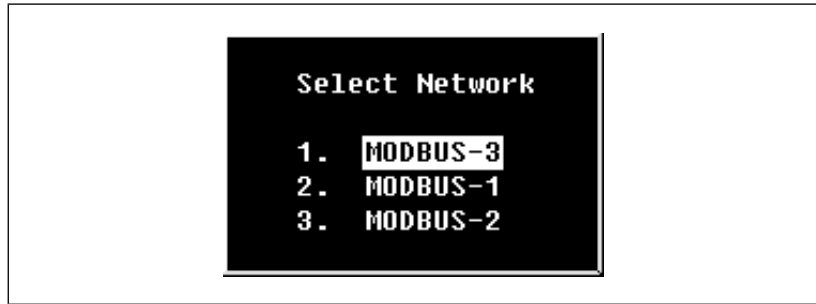 Select Network
1. MODBUS-3
2. MODBUS-1
3. MODBUS-2